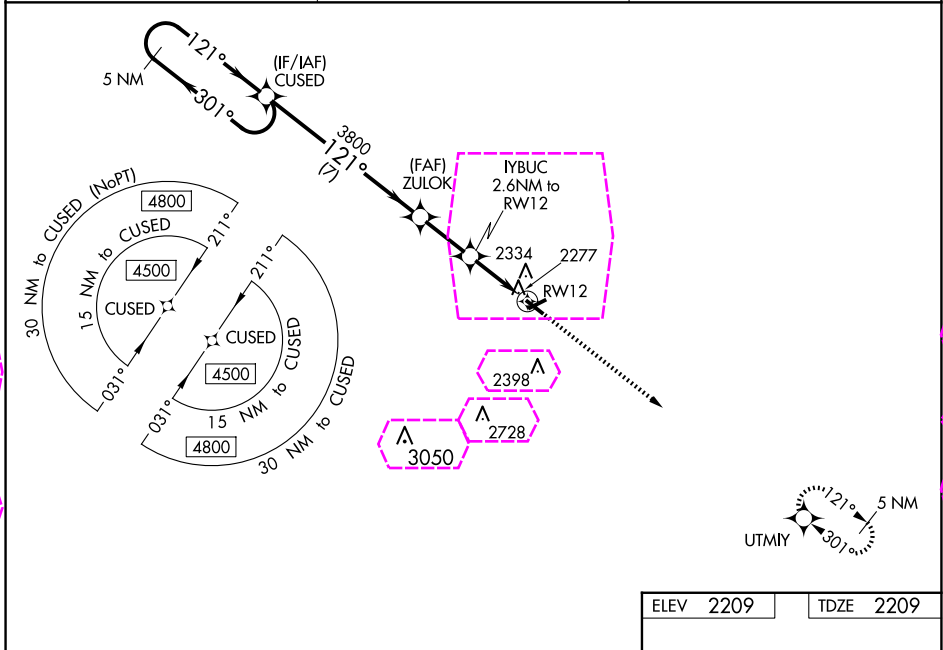 121°
5 NM
301°
(IF/IAF)
CUSED
3800
121°
(7)
(FAF)
ZULOK
IYBUC
2.6NM to
RW12
2334
2277
RW12
30 NM to CUSED (NoPT)
4800
211°
15 NM to CUSED
4500
CUSED
031°
211°
CUSED
4500
031°
15 NM to CUSED
4800
30 NM to CUSED
2398
2728
3050
121°
5 NM
UTMIY
301°
ELEV 2209
TDZE 2209